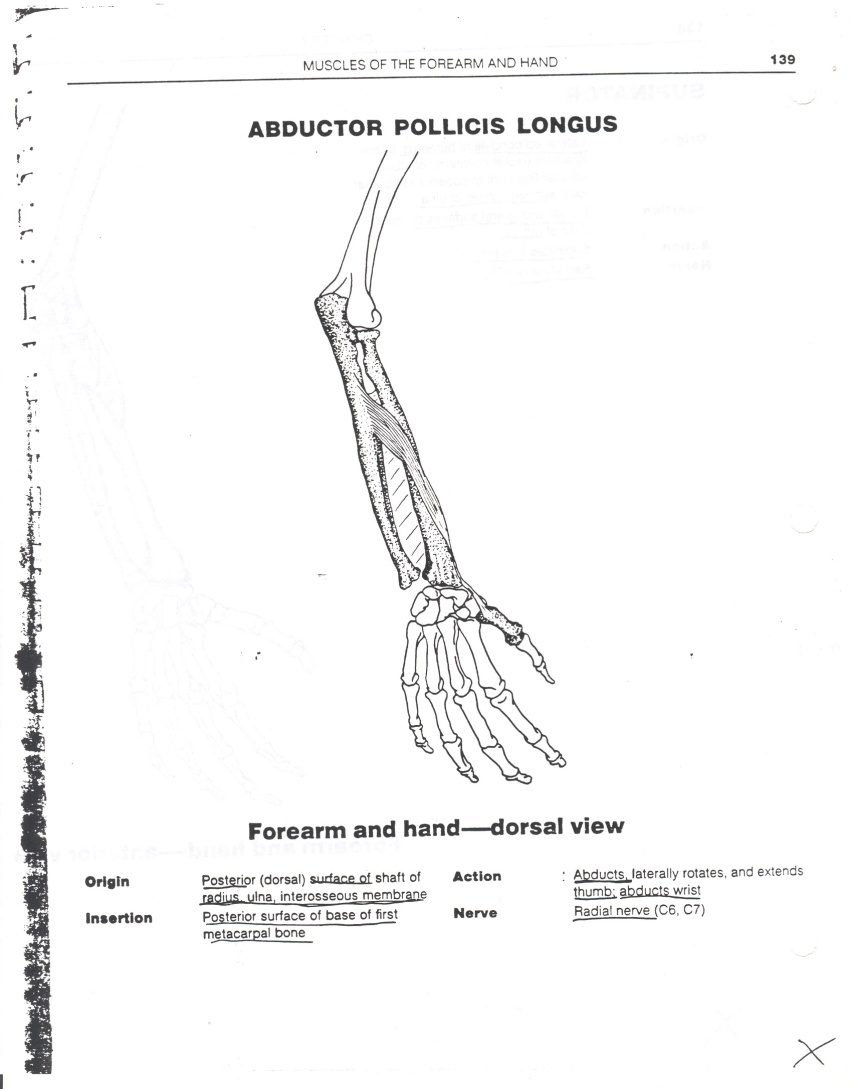 MUSCLES OF THE FOREARM AND HAND
139
ABDUCTOR POLLICIS LONGUS
Forearm and hand—dorsal view
Origin
Posterior (dorsal) surface of shaft of
radius, ulna, interosseous membrane
Insertion
Posterior surface of base of first
metacarpal bone
Action
: Abducts, laterally rotates, and extends
thumb; abducts wrist
Nerve
Radial nerve (C6, C7)